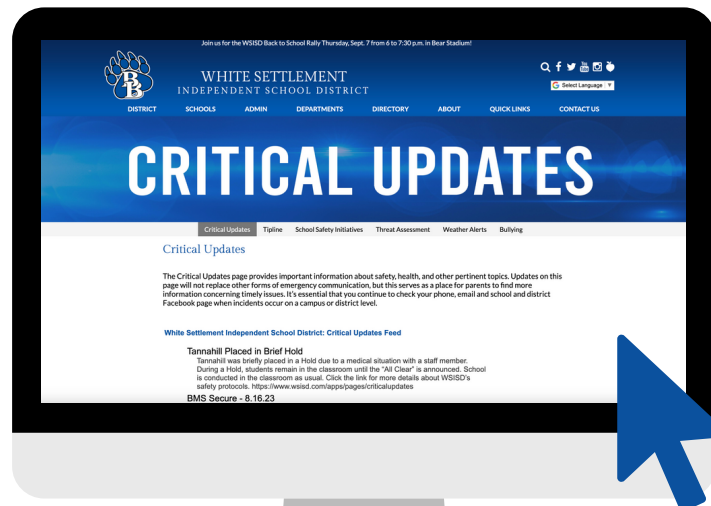 Join us for the WSISD Back to School Rally Thursday, Sept. 7 from 6 to 7:30 p.m. in Bear Stadium!
B
WHITE SETTLEMENT
INDEPENDENT SCHOOL DISTRICT
G Select Language ▼
DISTRICT SCHOOLS ADMIN DEPARTMENTS DIRECTORY ABOUT QUICK LINKS CONTACT US
CRITICAL UPDATES
Critical Updates Tipline School Safety Initiatives Threat Assessment Weather Alerts Bullying
Critical Updates
The Critical Updates page provides important information about safety, health, and other pertinent topics. Updates on this
page will not replace other forms of emergency communication, but this serves as a place for parents to find more
information concerning timely issues. It's essential that you continue to check your phone, email and school and district
Facebook page when incidents occur on a campus or district level.
White Settlement Independent School District: Critical Updates Feed
Tannahill Placed in Brief Hold
Tannahill was briefly placed in a Hold due to a medical situation with a staff member.
During a Hold, students remain in the classroom until the "All Clear" is announced. School
is conducted in the classroom as usual. Click the link for more details about WSISD's
safety protocols. https://www.wsisd.com/apps/pages/criticalupdates
BMS Secure - 8.16.23